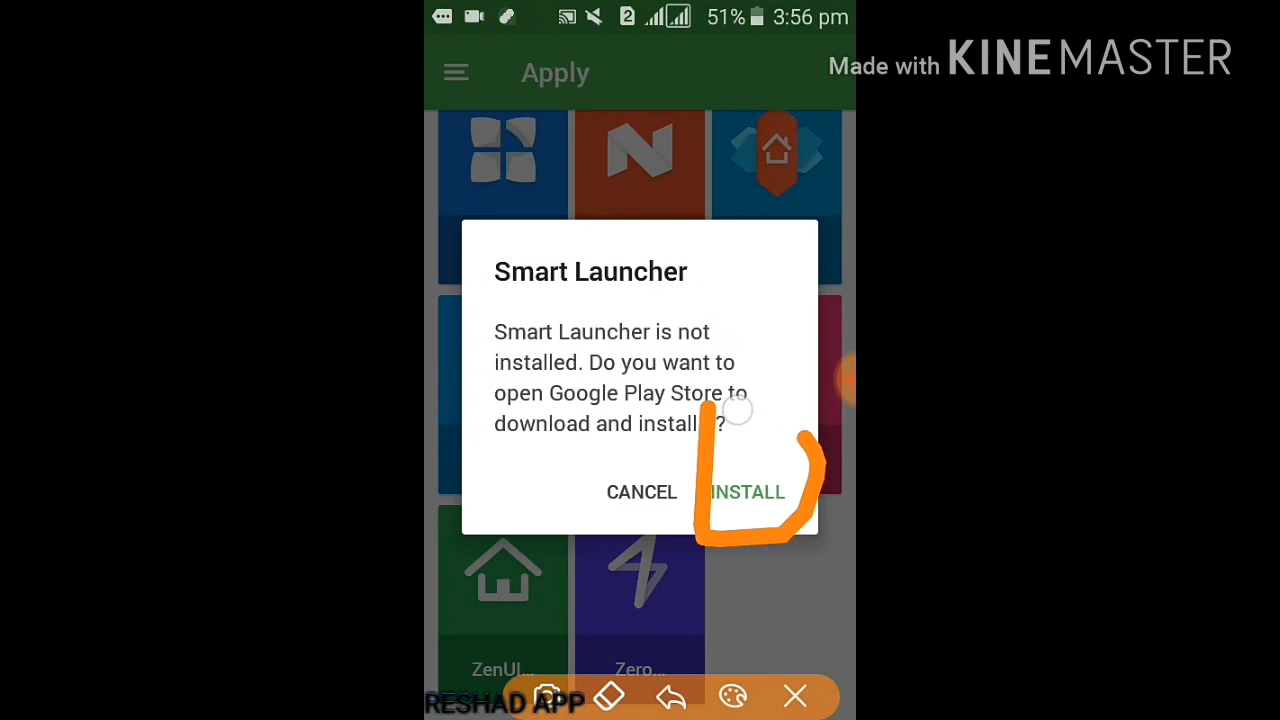 2 51% 3:56 pm
Apply
Made with KINEMASTER
Smart Launcher
Smart Launcher is not
installed. Do you want to
open Google Play Store to
download and install ?
CANCEL INSTALL
ZenUI... Zero...
RESHAD APP